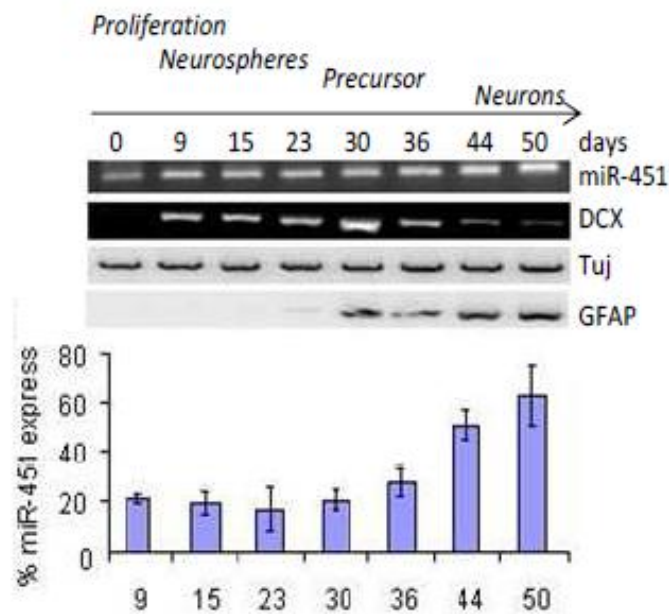 Proliferation
Neurospheres
Precursor
Neurons
0 9 15 23 30 36 44 50 days
miR-451
DCX
Tuj
GFAP
% miR-451 express
80
60
40
20
0
9 15 23 30 36 44 50